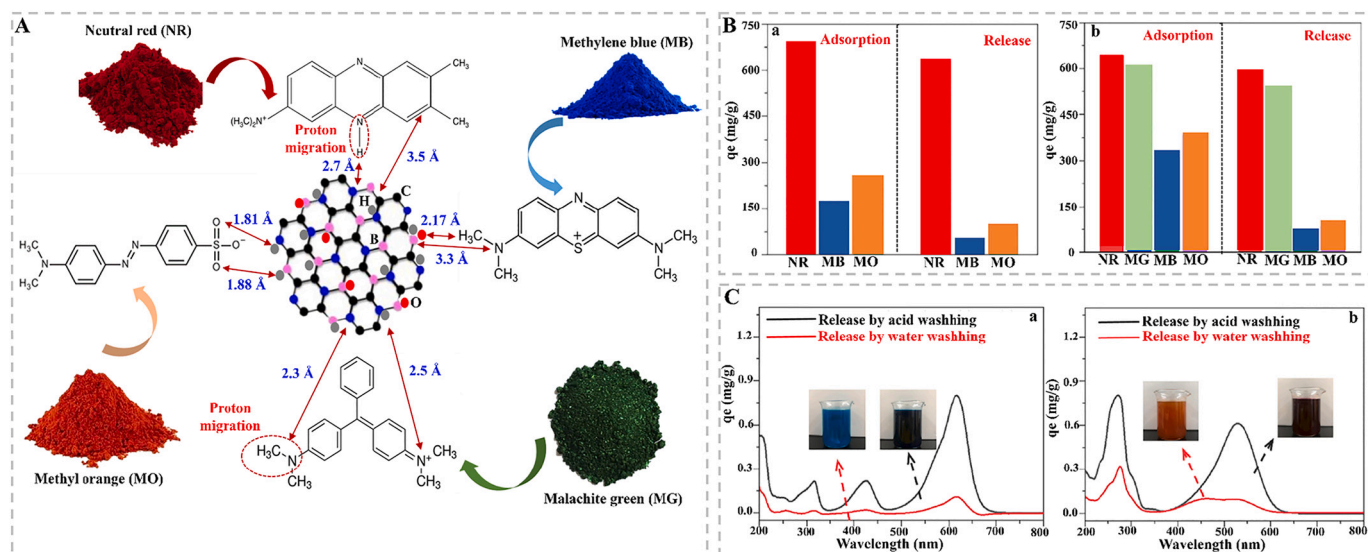 A
Neutral red (NR)
Methylene blue (MB)
CH₃
N
N
CH₃
(H₃C)₂N
H
Proton
migration
2.7 Å
3.5 Å
H
C
B
O
1.81 Å
1.88 Å
2.17 Å
3.3 Å
H₃C
N
CH₃
N
N
S
O
O
O⁻
N
H₃C
N
CH₃
S⁺
N
CH₃
CH₃
2.3 Å
2.5 Å
Proton
migration
H₃C
N
CH₃
N⁺
CH₃
CH₃
Methyl orange (MO)
Malachite green (MG)
B
a
Adsorption
Release
qe (mg/g)
750
600
450
300
150
0
NR MB MO
NR MB MO
b
Adsorption
Release
qe (mg/g)
750
600
450
300
150
0
NR MG MB MO
NR MG MB MO
C
a
Release by acid washhing
Release by water washhing
qe (mg/g)
1.2
0.9
0.6
0.3
0.0
200 300 400 500 600 700 800
Wavelength (nm)
b
Release by acid washhing
Release by water washhing
qe (mg/g)
1.2
0.9
0.6
0.3
0.0
200 300 400 500 600 700 800
Wavelength (nm)